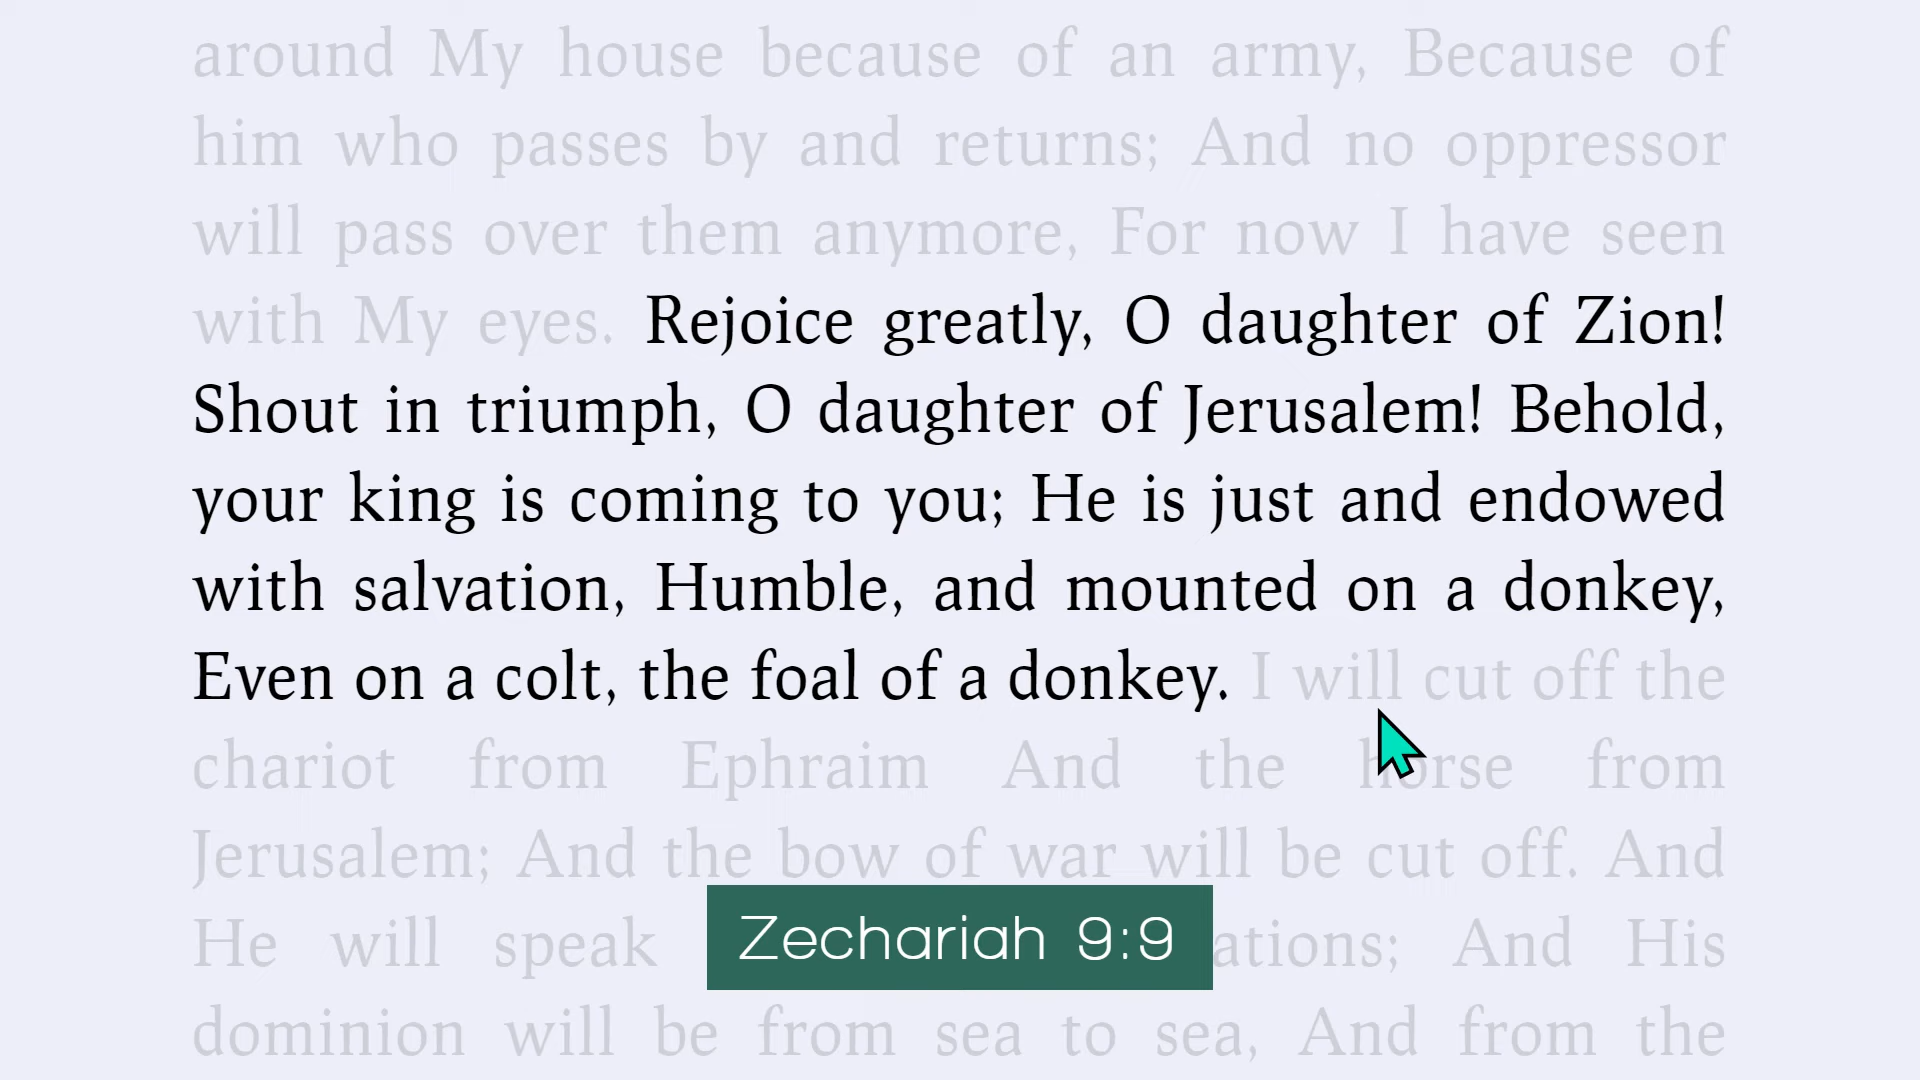 around My house because of an army, Because of
him who passes by and returns; And no oppressor
will pass over them anymore, For now I have seen
with My eyes. Rejoice greatly, O daughter of Zion!
Shout in triumph, O daughter of Jerusalem! Behold,
your king is coming to you; He is just and endowed
with salvation, Humble, and mounted on a donkey,
Even on a colt, the foal of a donkey. I will cut off the
chariot from Ephraim And the horse from
Jerusalem; And the bow of war will be cut off. And
He will speak ations; And His
Zechariah 9:9
dominion will be from sea to sea, And from the